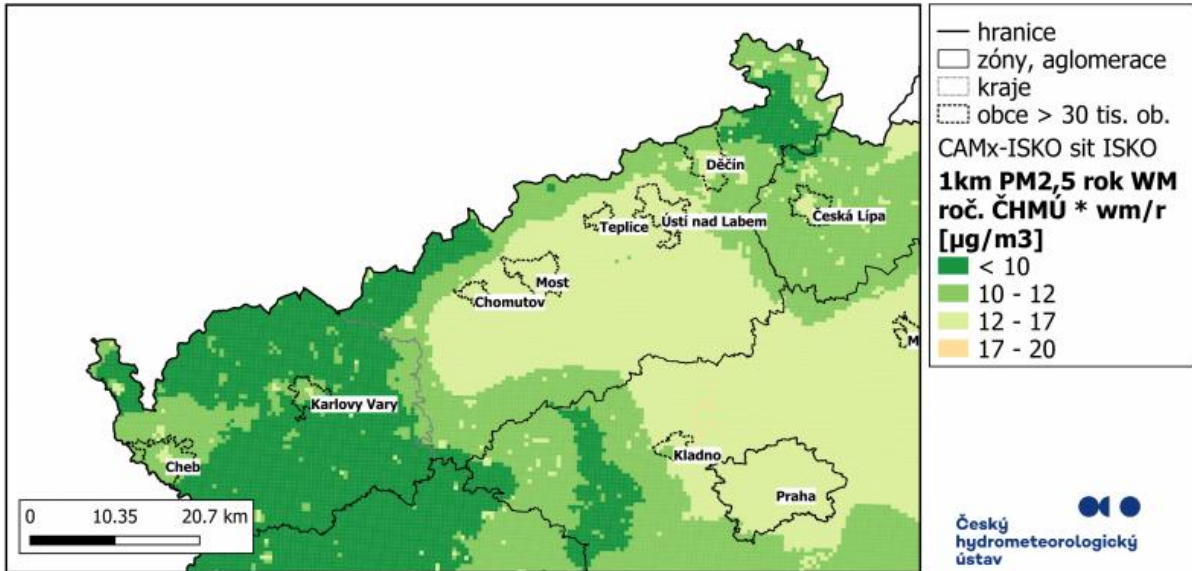 Děčín
Teplice
Ústí nad Labem
Česká Lípa
Most
Chomutov
M
Karlovy Vary
Kladno
Cheb
Praha
0 10.35 20.7 km
hranice
zóny, aglomerace
kraje
obce > 30 tis. ob.
CAMx-ISKO sit ISKO
1km PM2,5 rok WM
roč. ČHMÚ * wm/r
[µg/m3]
< 10
10 - 12
12 - 17
17 - 20
Český
hydrometeorologický
ústav